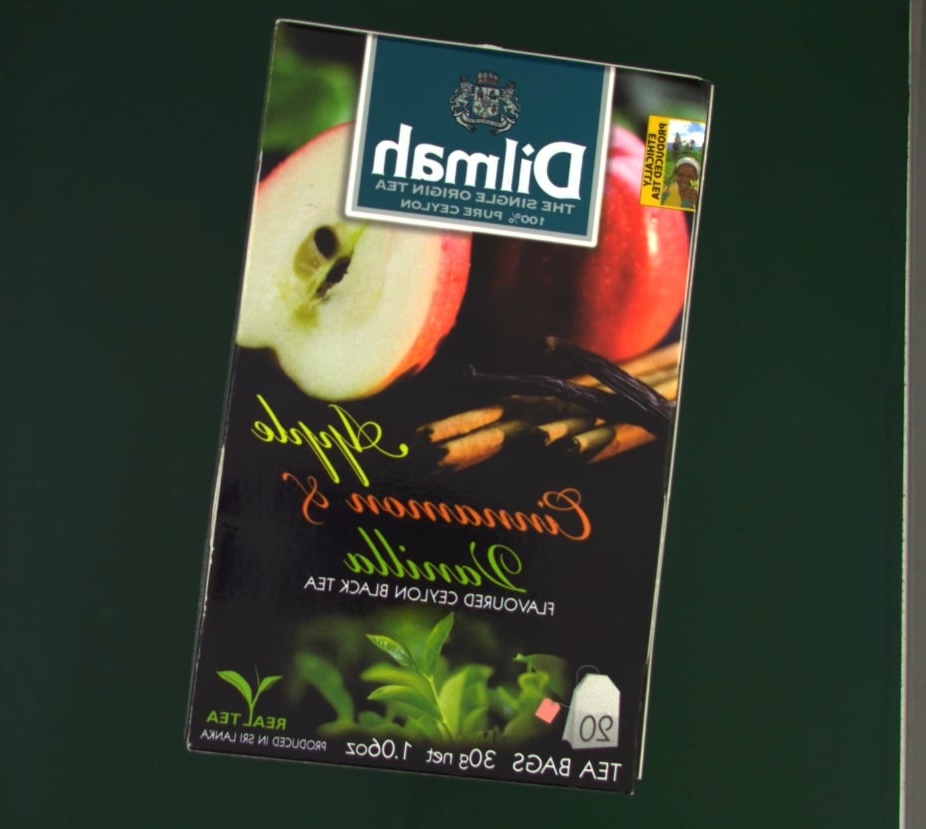 Dilmah
THE SINGLE ORIGIN TEA
100% PURE CEYLON
ETHICALLY
PRODUCED TEA
Apple
Cinnamon &
Vanilla
FLAVOURED CEYLON BLACK TEA
20
TEA BAGS 30g net 1.06oz
REAL TEA
PRODUCED IN SRI LANKA